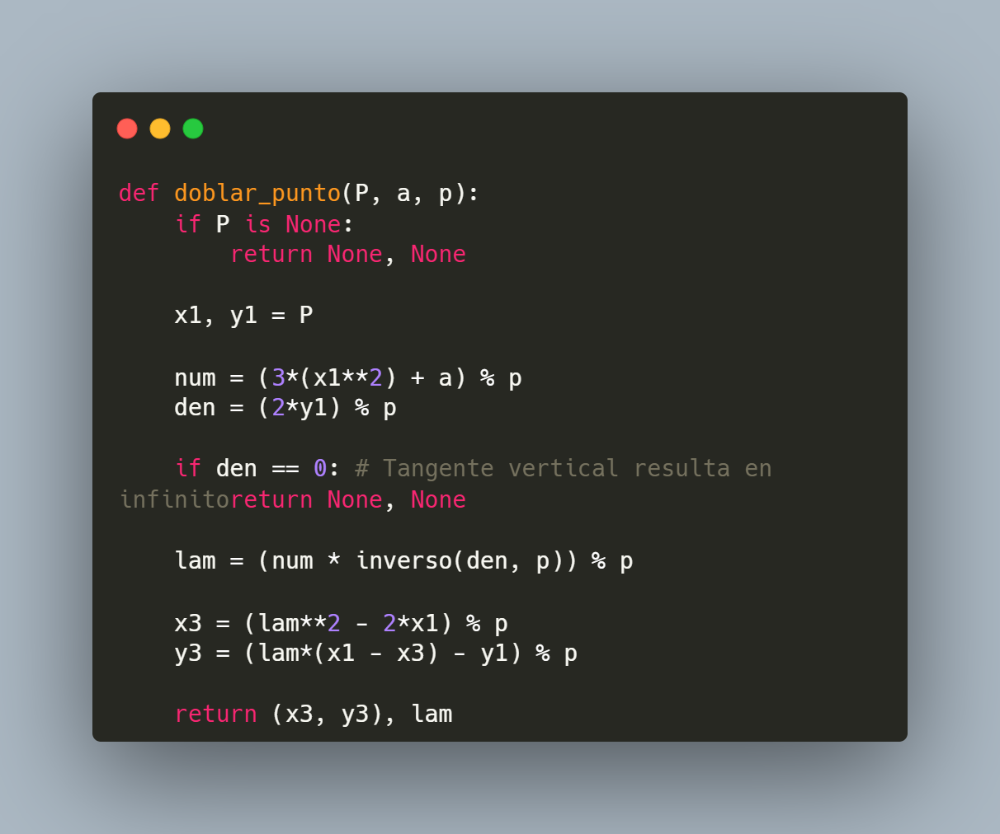 def doblar_punto(P, a, p):
    if P is None:
        return None, None

    x1, y1 = P

    num = (3*(x1**2) + a) % p
    den = (2*y1) % p

    if den == 0: # Tangente vertical resulta en
infinitoreturn None, None

    lam = (num * inverso(den, p)) % p

    x3 = (lam**2 - 2*x1) % p
    y3 = (lam*(x1 - x3) - y1) % p

    return (x3, y3), lam